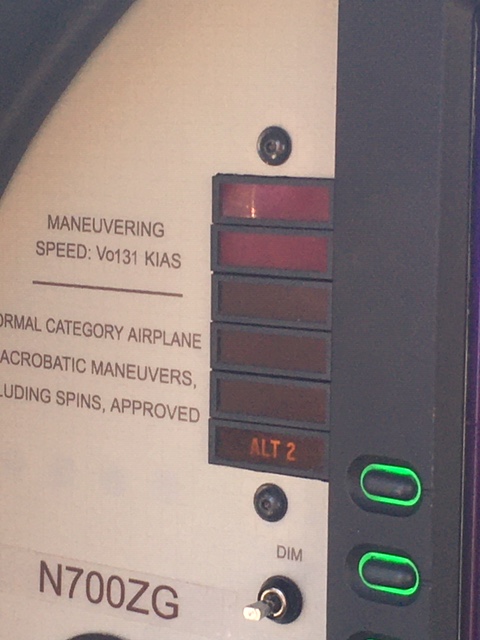 MANEUVERING
SPEED: Vo131 KIAS
ORMAL CATEGORY AIRPLANE
ACROBATIC MANEUVERS,
LUDING SPINS, APPROVED
ALT 2
DIM
N700ZG